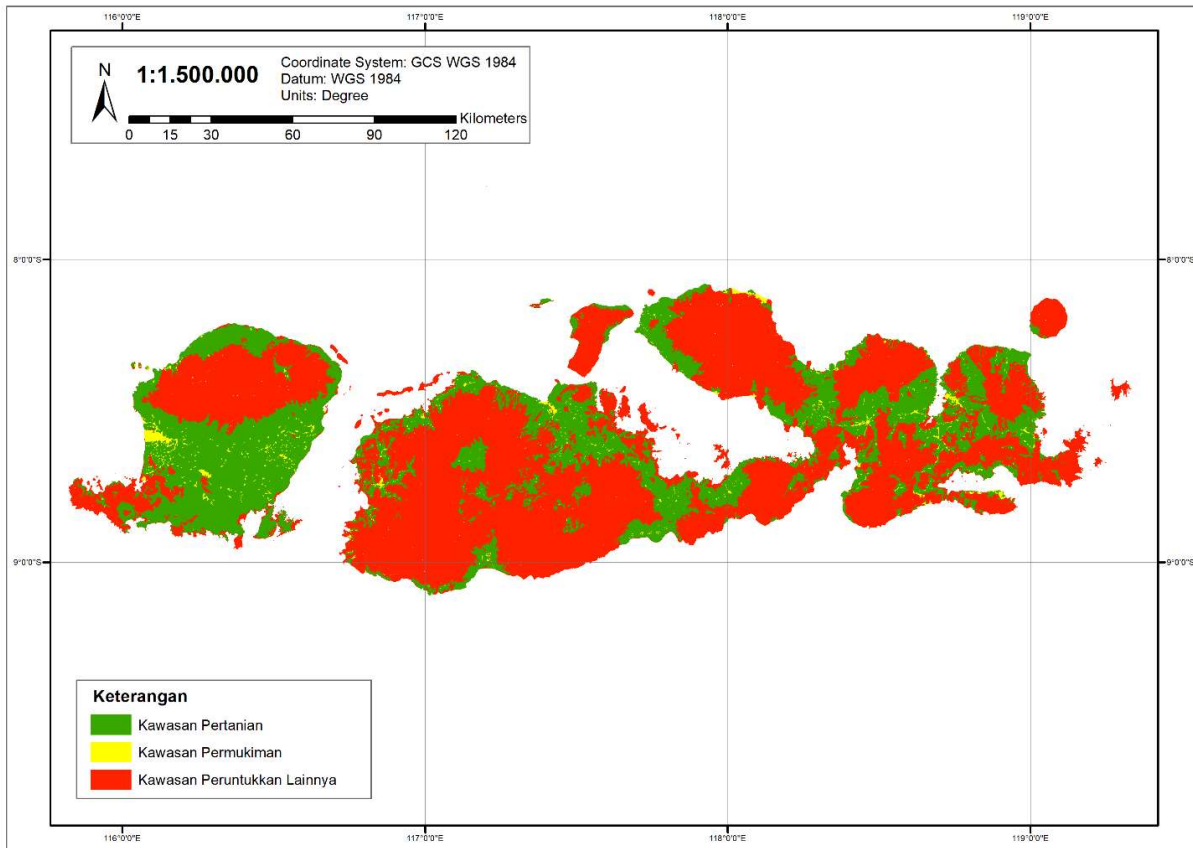 116°0'0"E 117°0'0"E 118°0'0"E 119°0'0"E
N
1:1.500.000
Coordinate System: GCS WGS 1984
Datum: WGS 1984
Units: Degree
Kilometers
0 15 30 60 90 120
8°0'0"S 8°0'0"S
9°0'0"S 9°0'0"S
Keterangan
Kawasan Pertanian
Kawasan Permukiman
Kawasan Peruntukkan Lainnya
116°0'0"E 117°0'0"E 118°0'0"E 119°0'0"E